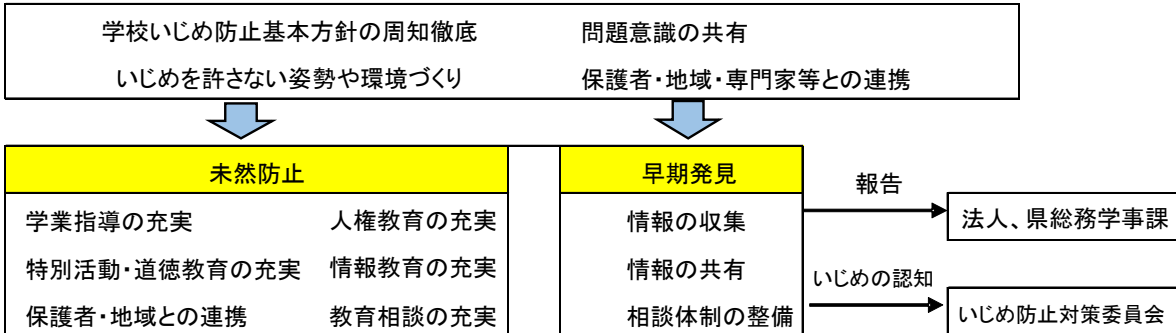 学校いじめ防止基本方針の周知徹底 問題意識の共有
いじめを許さない姿勢や環境づくり 保護者・地域・専門家等との連携
未然防止
学業指導の充実 人権教育の充実
特別活動・道徳教育の充実 情報教育の充実
保護者・地域との連携 教育相談の充実
早期発見
情報の収集
情報の共有
相談体制の整備
報告
法人、県総務学事課
いじめの認知
いじめ防止対策委員会